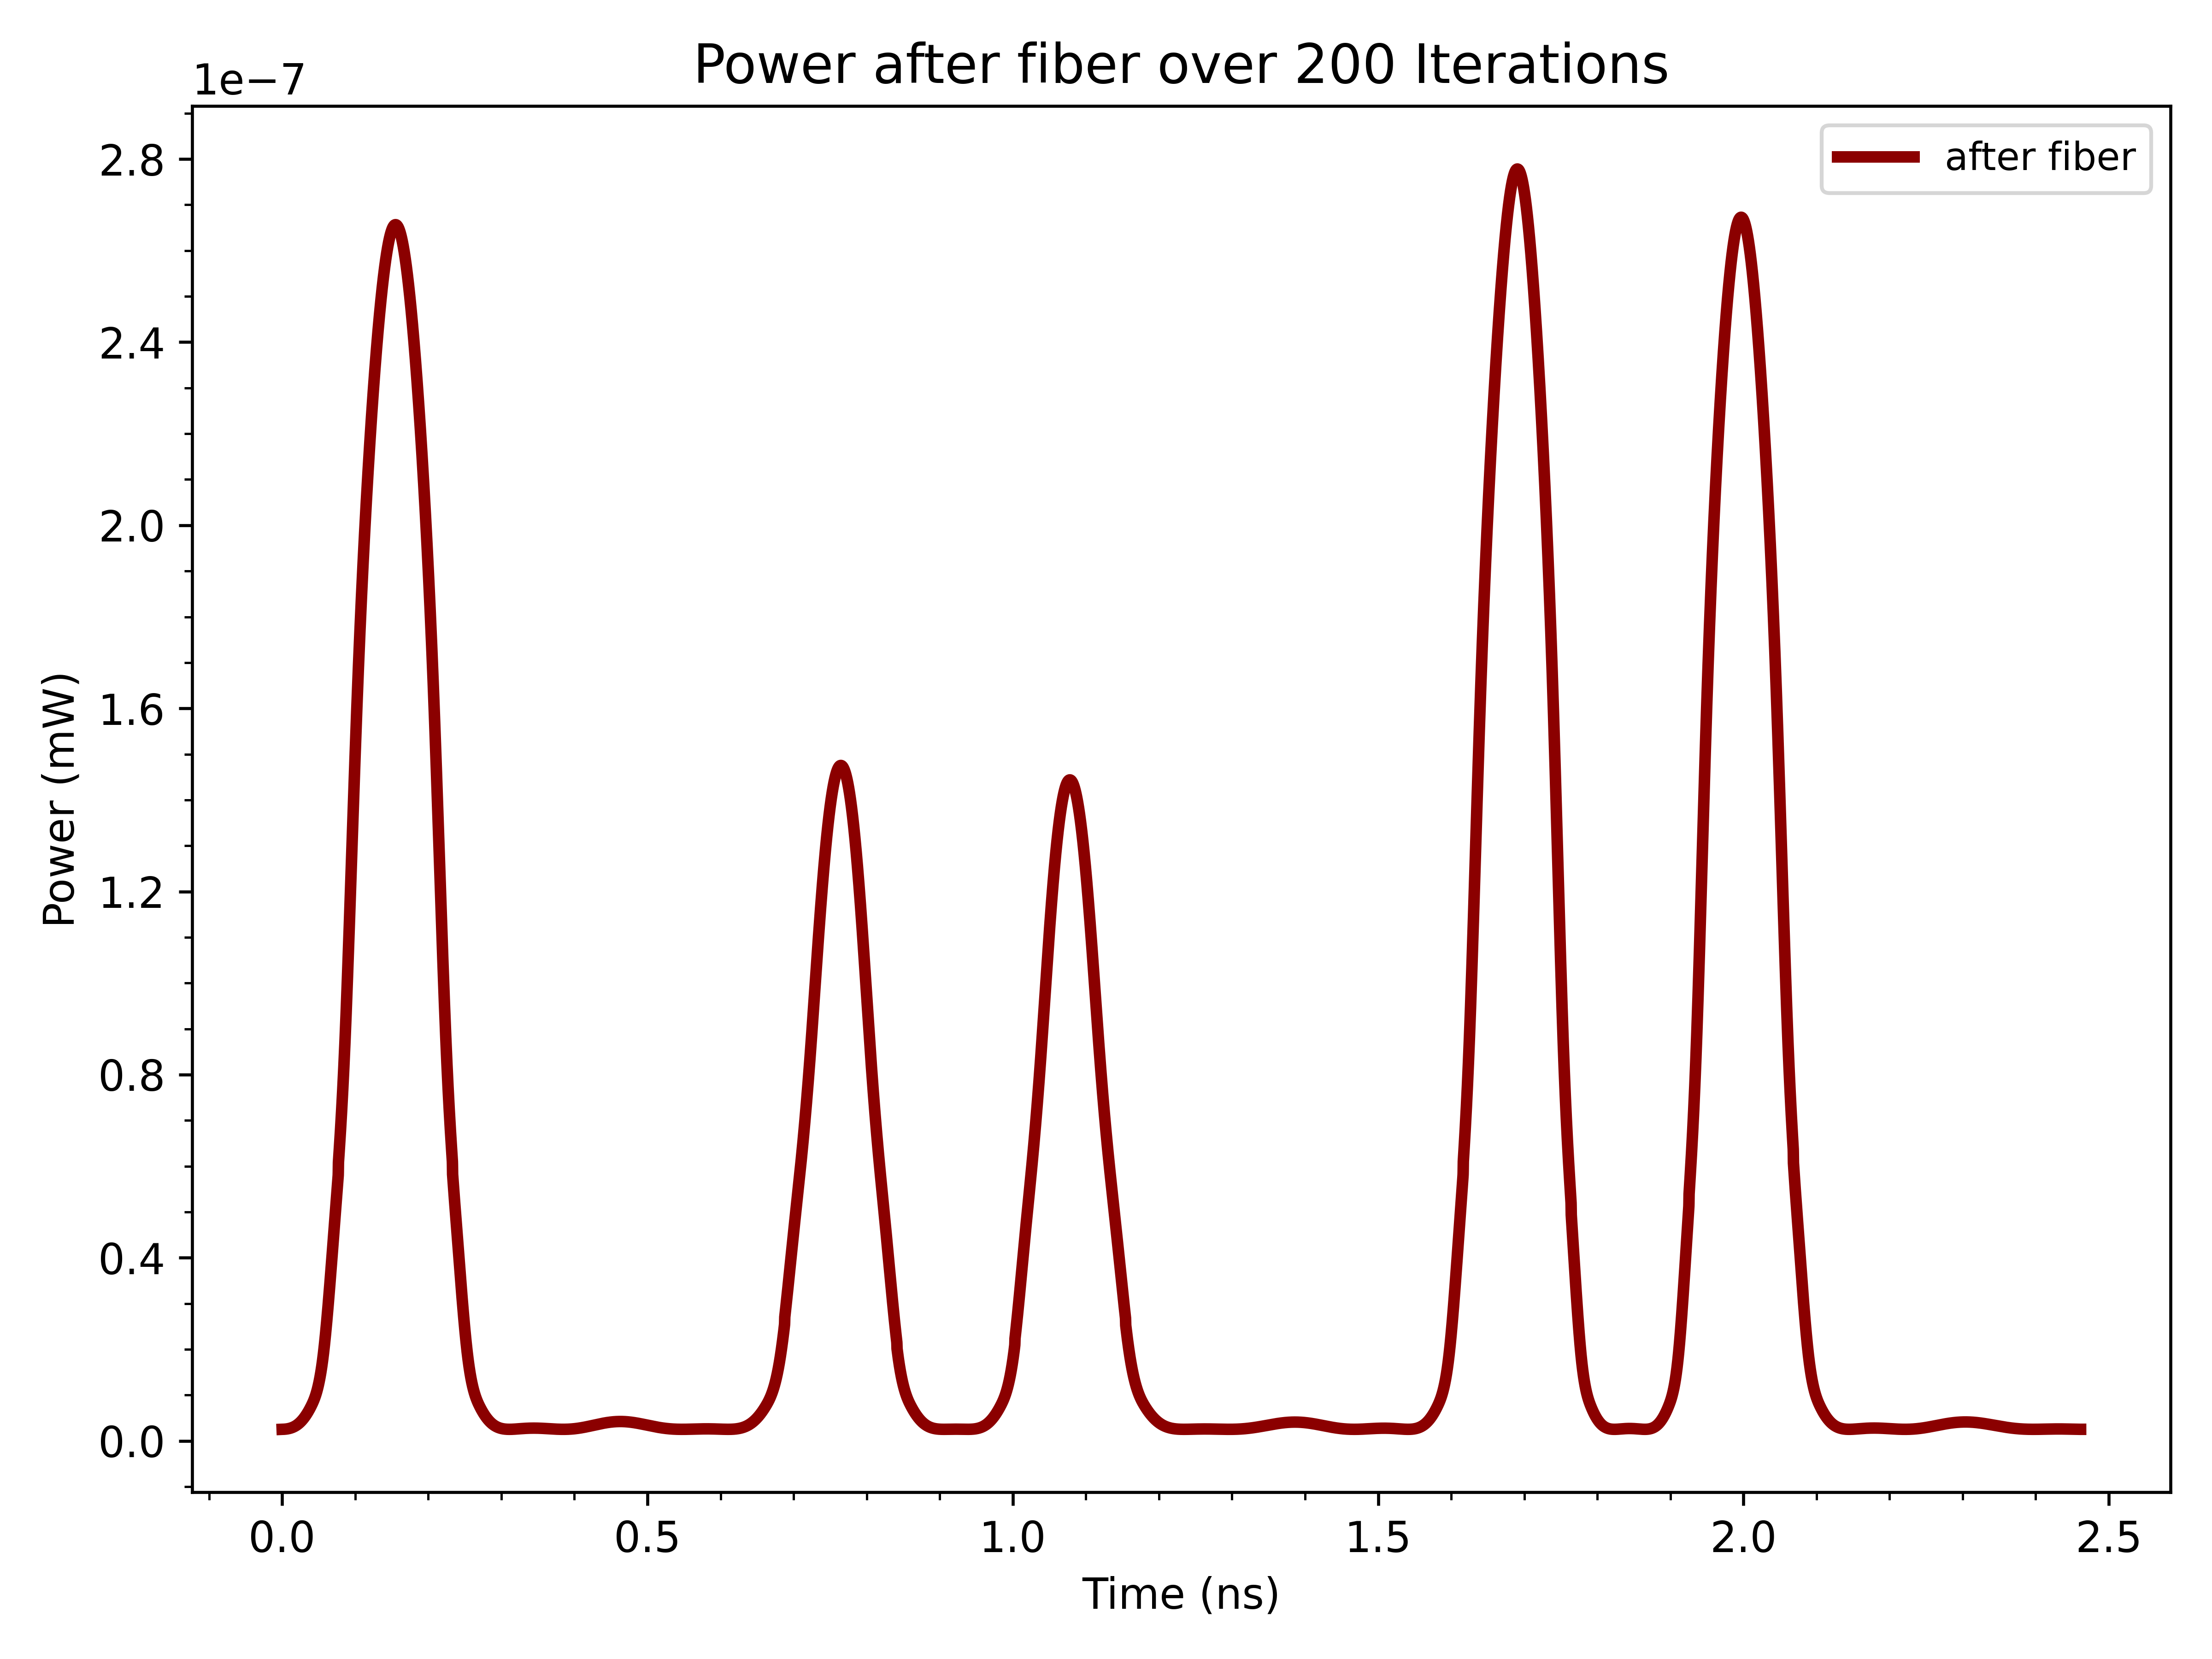 Power after fiber over 200 Iterations
1e−7
after fiber
2.8
2.4
2.0
1.6
1.2
0.8
0.4
0.0
Power (mW)
0.0 0.5 1.0 1.5 2.0 2.5
Time (ns)